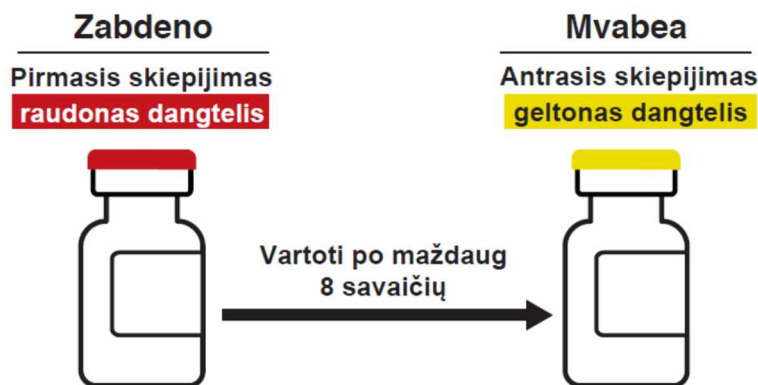 Zabdeno
Pirmasis skiepijimas
raudonas dangtelis
Vartoti po maždaug
8 savaičių
Mvabea
Antrasis skiepijimas
geltonas dangtelis